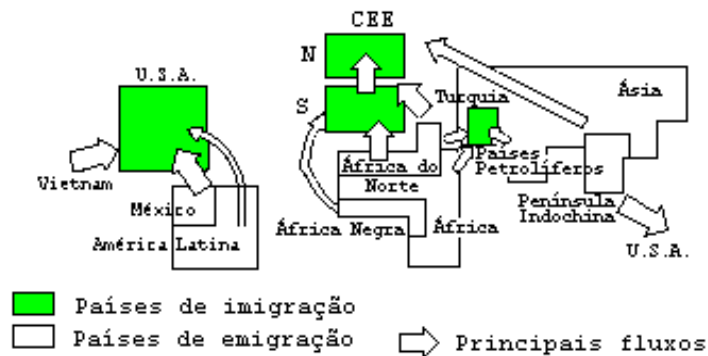 CEE
N
U.S.A.
S
Turquia
Ásia
Vietnam
México
América Latina
África do
Norte
África Negra
África
Países
Petrolíferos
Península
Indochina
U.S.A.
Países de imigração
Países de emigração
Principais fluxos